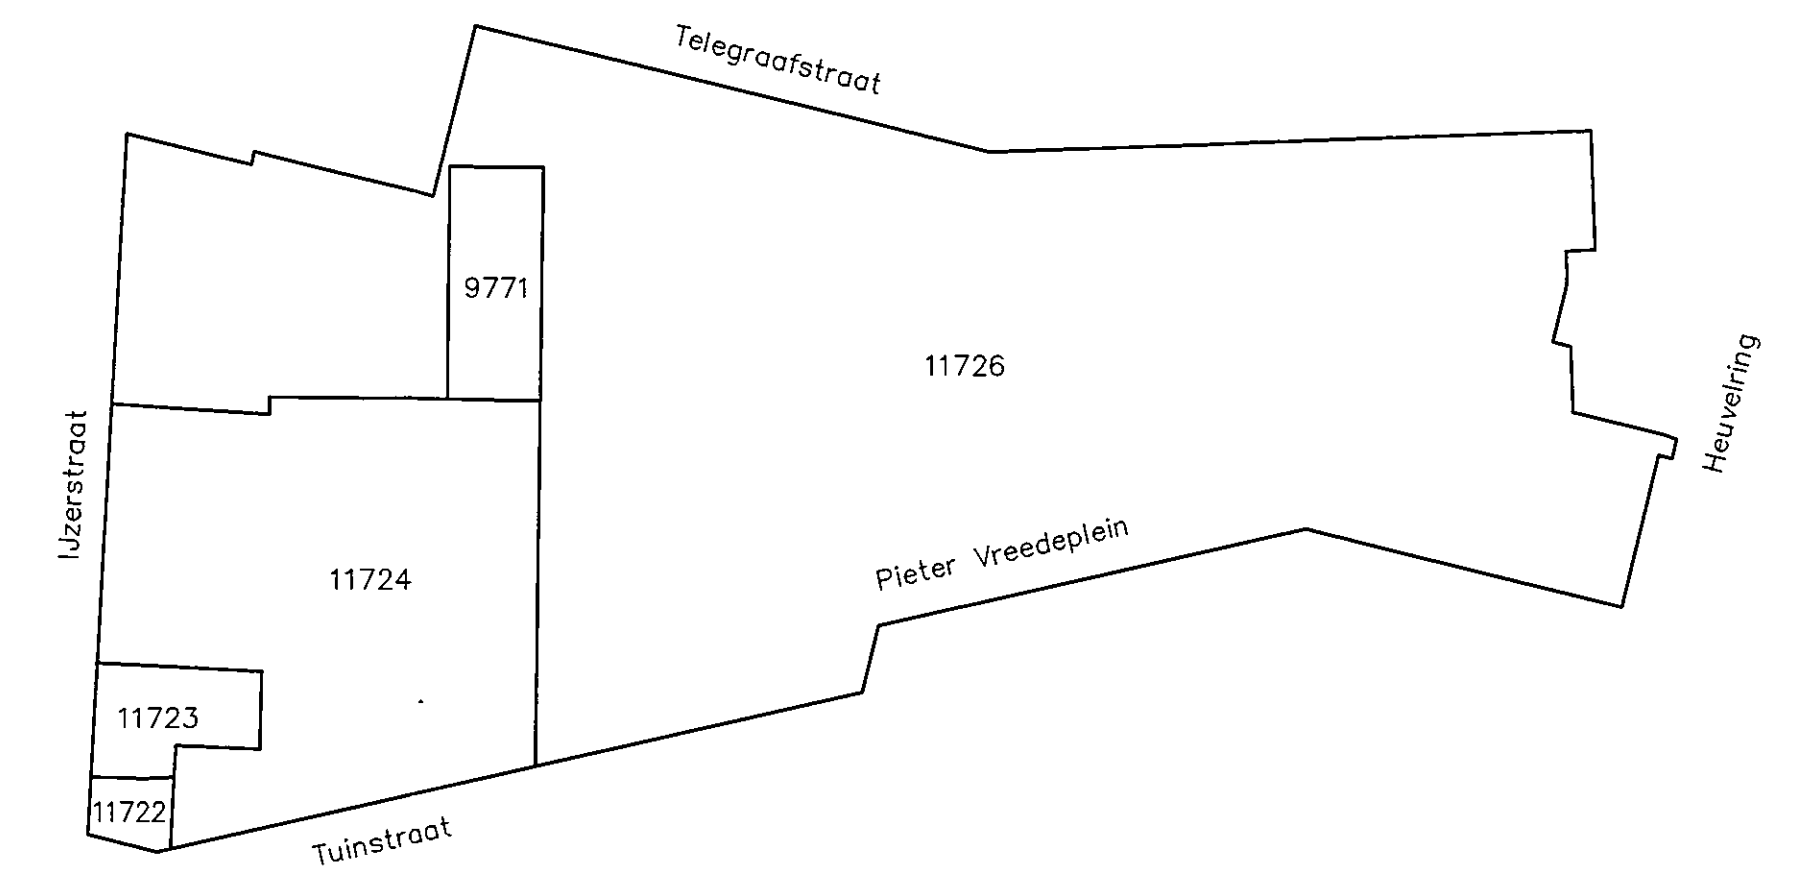 Telegraafstraat
9771
11726
Heuvelring
IJzerstraat
11724
Pieter Vreedeplein
11723
11722
Tuinstraat